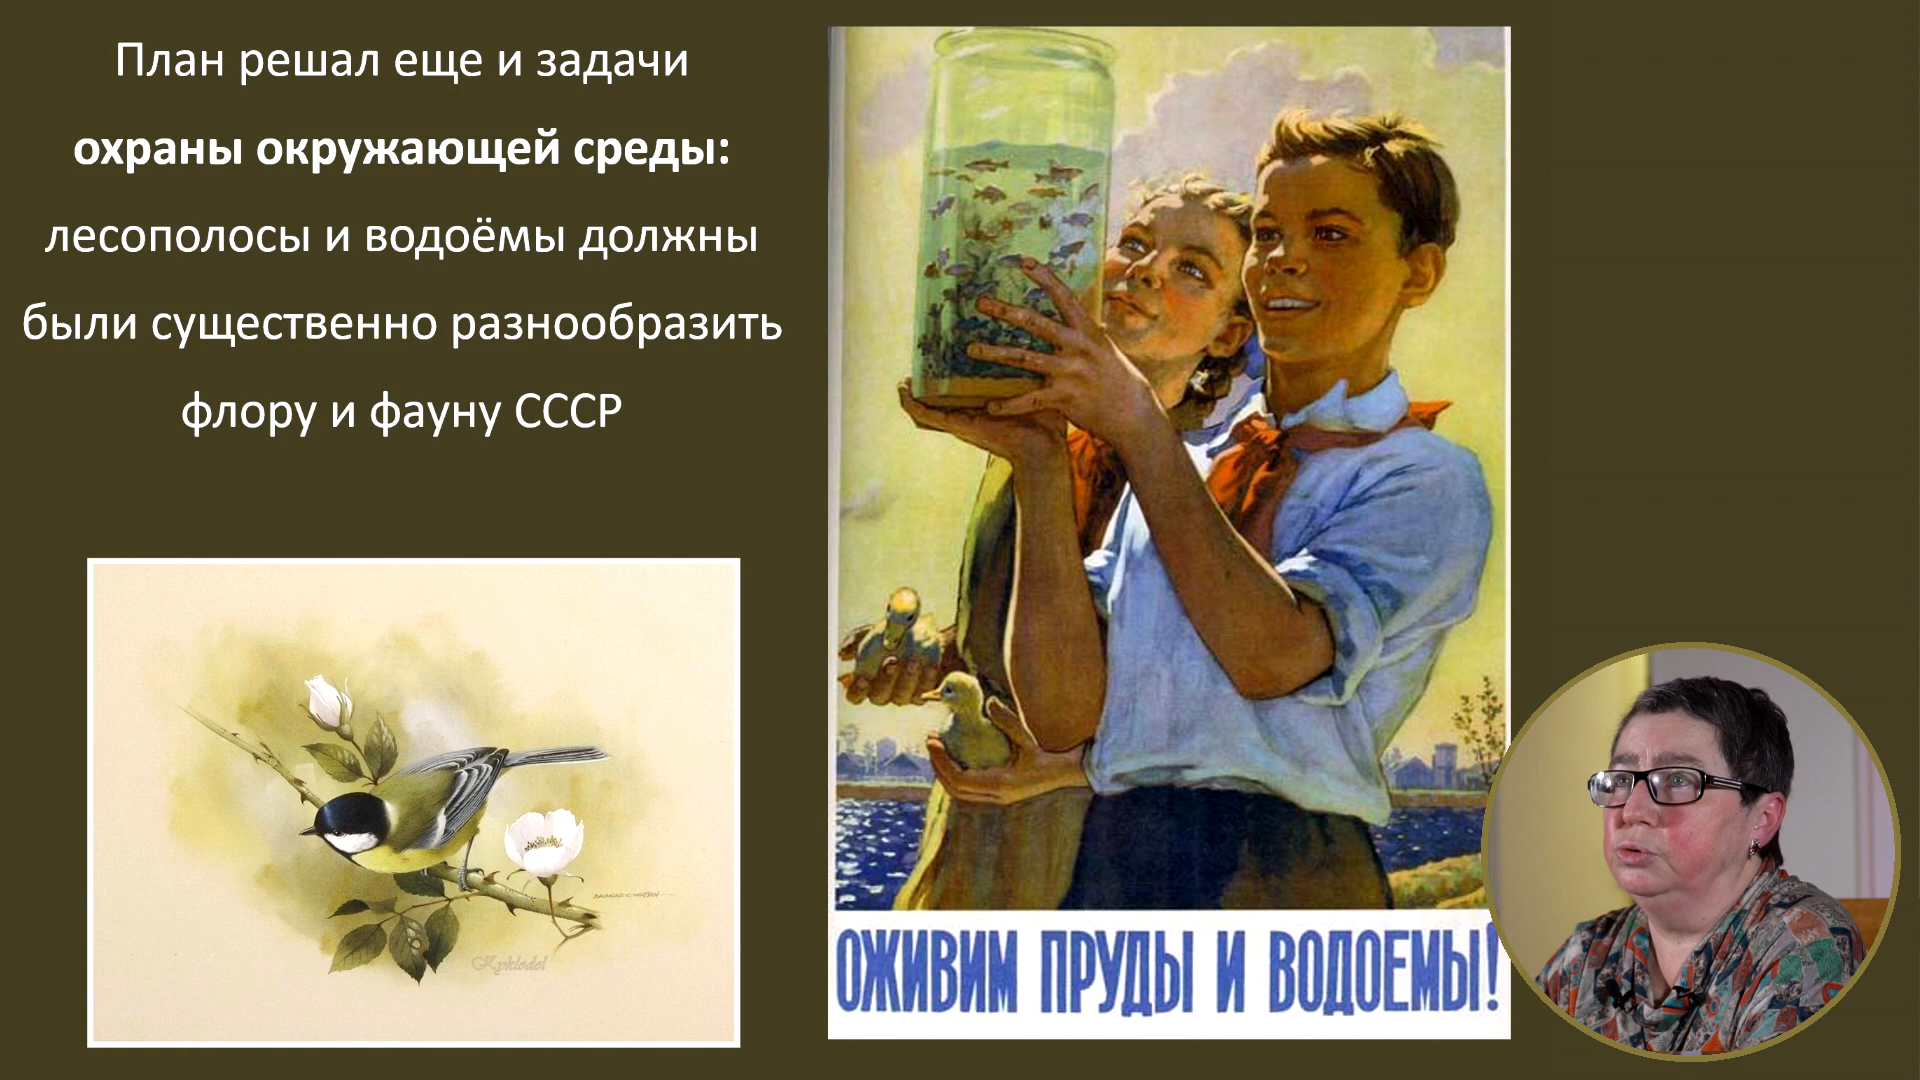 План решал еще и задачи
охраны окружающей среды:
лесополосы и водоёмы должны
были существенно разнообразить
флору и фауну СССР
ОЖИВИМ ПРУДЫ И ВОДОЕМЫ!